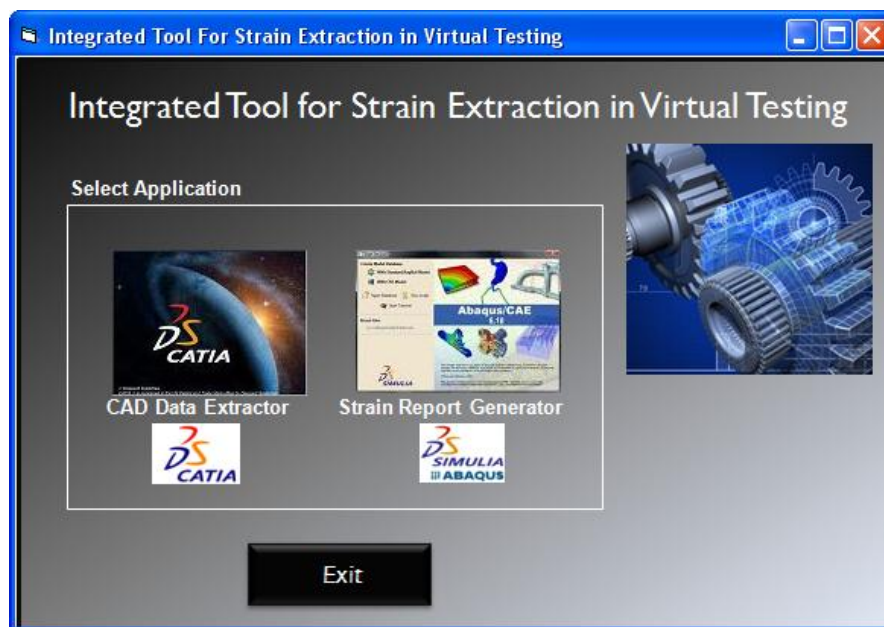 Integrated Tool For Strain Extraction in Virtual Testing
Integrated Tool for Strain Extraction in Virtual Testing
Select Application
CATIA
Abaqus/CAE
SIMULIA
CAD Data Extractor
Strain Report Generator
CATIA
SIMULIA
ABAQUS
Exit